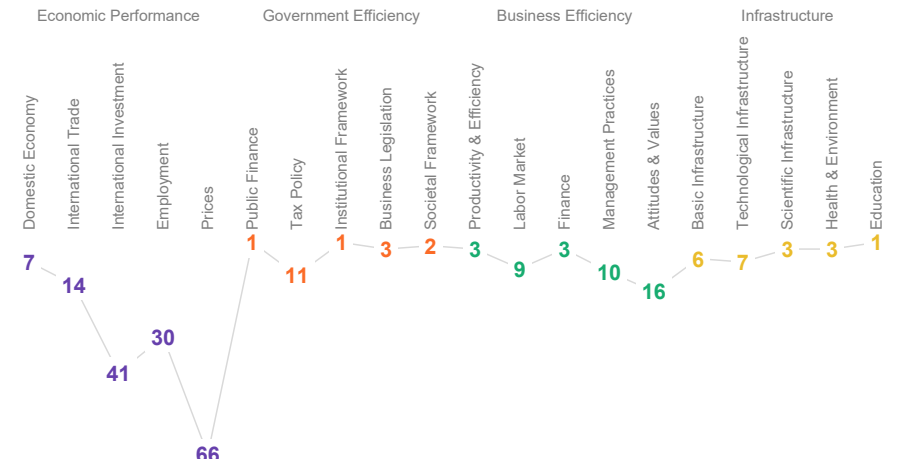 Economic Performance
Government Efficiency
Business Efficiency
Infrastructure
Domestic Economy
International Trade
International Investment
Employment
Prices
Public Finance
Tax Policy
Institutional Framework
Business Legislation
Societal Framework
Productivity & Efficiency
Labor Market
Finance
Management Practices
Attitudes & Values
Basic Infrastructure
Technological Infrastructure
Scientific Infrastructure
Health & Environment
Education
7
14
41
30
66
1
11
1
3
2
3
9
3
10
16
6
7
3
3
1